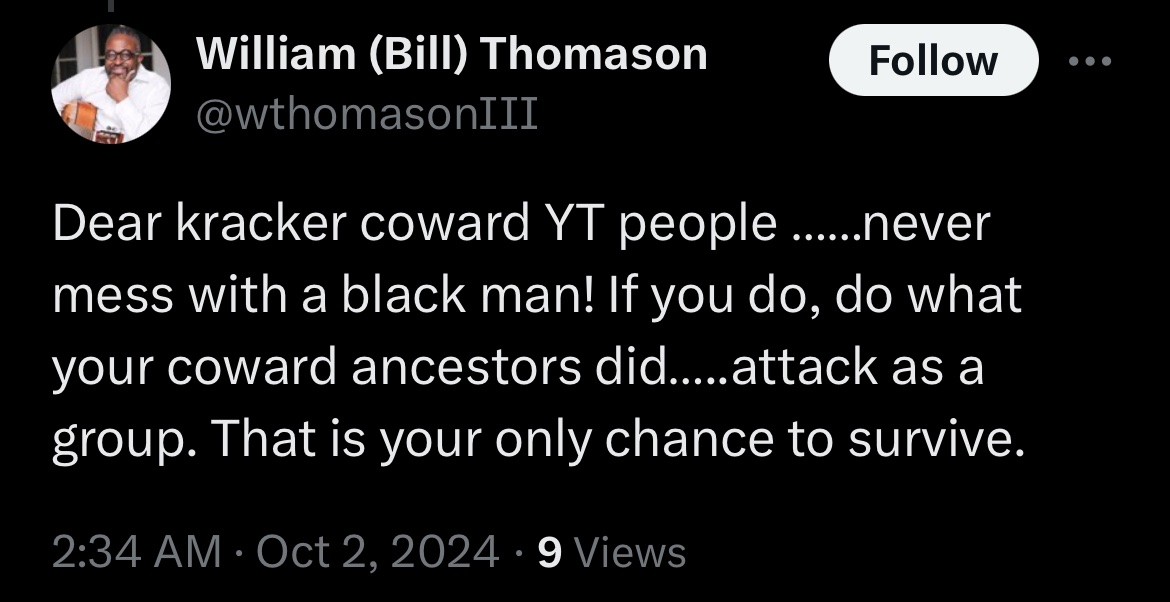 William (Bill) Thomason
Follow
@wthomasonIII
Dear kracker coward YT people ......never
mess with a black man! If you do, do what
your coward ancestors did.....attack as a
group. That is your only chance to survive.
2:34 AM · Oct 2, 2024 · 9 Views